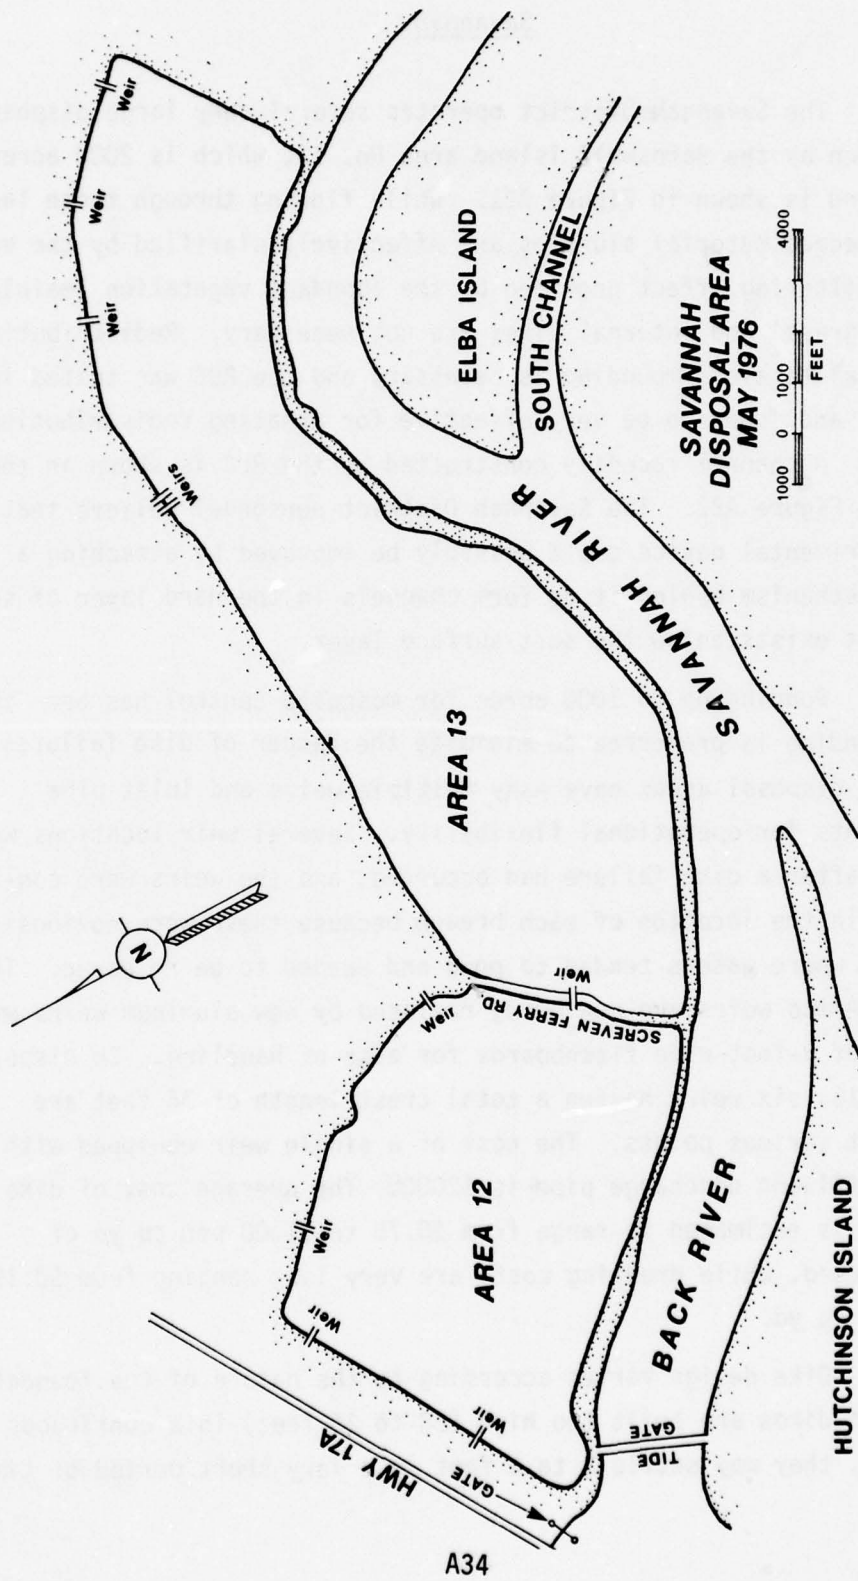 Weir
Weir
Weir
Weirs
ELBA ISLAND
SOUTH CHANNEL
SAVANNAH
DISPOSAL AREA
MAY 1976
1000 0 1000 4000
FEET
SAVANNAH RIVER
AREA 13
N
Weir
SCREVEN FERRY RD.
Weir
Weir
AREA 12
Weir
Weir
HWY 17A
GATE
BACK RIVER
TIDE
GATE
HUTCHINSON ISLAND
A34